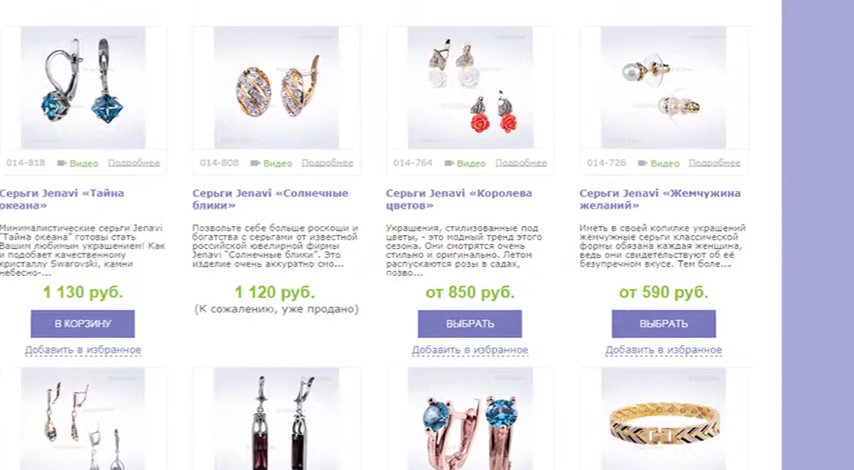 014-818 Видео Подробнее
014-808 Видео Подробнее
014-764 Видео Подробнее
014-726 Видео Подробнее
Серьги Jenavi «Тайна
океана»
Минималистические серьги Jenavi
"Тайна океана" готовы стать
Вашим любимым украшением! Как
и подобает качественному
кристаллу Swarovski, камни
небесно-...
1 130 руб.
В КОРЗИНУ
Добавить в избранное
Серьги Jenavi «Солнечные
блики»
Позвольте себе больше роскоши и
богатства с серьгами от известной
российской ювелирной фирмы
Jenavi "Солнечные блики". Это
изделие очень аккуратно смо...
1 120 руб.
(К сожалению, уже продано)
Серьги Jenavi «Королева
цветов»
Украшения, стилизованные под
цветы, - это модный тренд этого
сезона. Они смотрятся очень
стильно и оригинально. Летом
распускаются розы в садах,
позво...
от 850 руб.
ВЫБРАТЬ
Добавить в избранное
Серьги Jenavi «Жемчужина
желаний»
Иметь в своей копилке украшений
жемчужные серьги классической
формы обязана каждая женщина,
ведь они свидетельствуют об её
безупречном вкусе. Тем боле...
от 590 руб.
ВЫБРАТЬ
Добавить в избранное